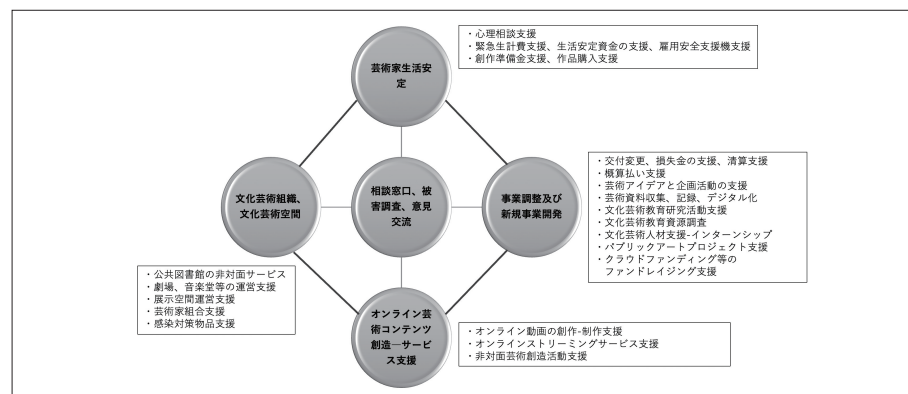 ・心理相談支援
・緊急生計費支援、生活安定資金の支援、雇用安全支援機支援
・創作準備金支援、作品購入支援
芸術家生活安
定
文化芸術組織、
文化芸術空間
相談窓口、被
害調査、意見
交流
事業調整及び
新規事業開発
・交付変更、損失金の支援、清算支援
・概算払い支援
・芸術アイデアと企画活動の支援
・芸術資料収集、記録、デジタル化
・文化芸術教育研究活動支援
・文化芸術教育資源調査
・文化芸術人材支援-インターンシップ
・パブリックアートプロジェクト支援
・クラウドファンディング等の
ファンドレイジング支援
・公共図書館の非対面サービス
・劇場、音楽堂等の運営支援
・展示空間運営支援
・芸術家組合支援
・感染対策物品支援
オンライン芸
術コンテンツ
創造―サービ
ス支援
・オンライン動画の創作-制作支援
・オンラインストリーミングサービス支援
・非対面芸術創造活動支援